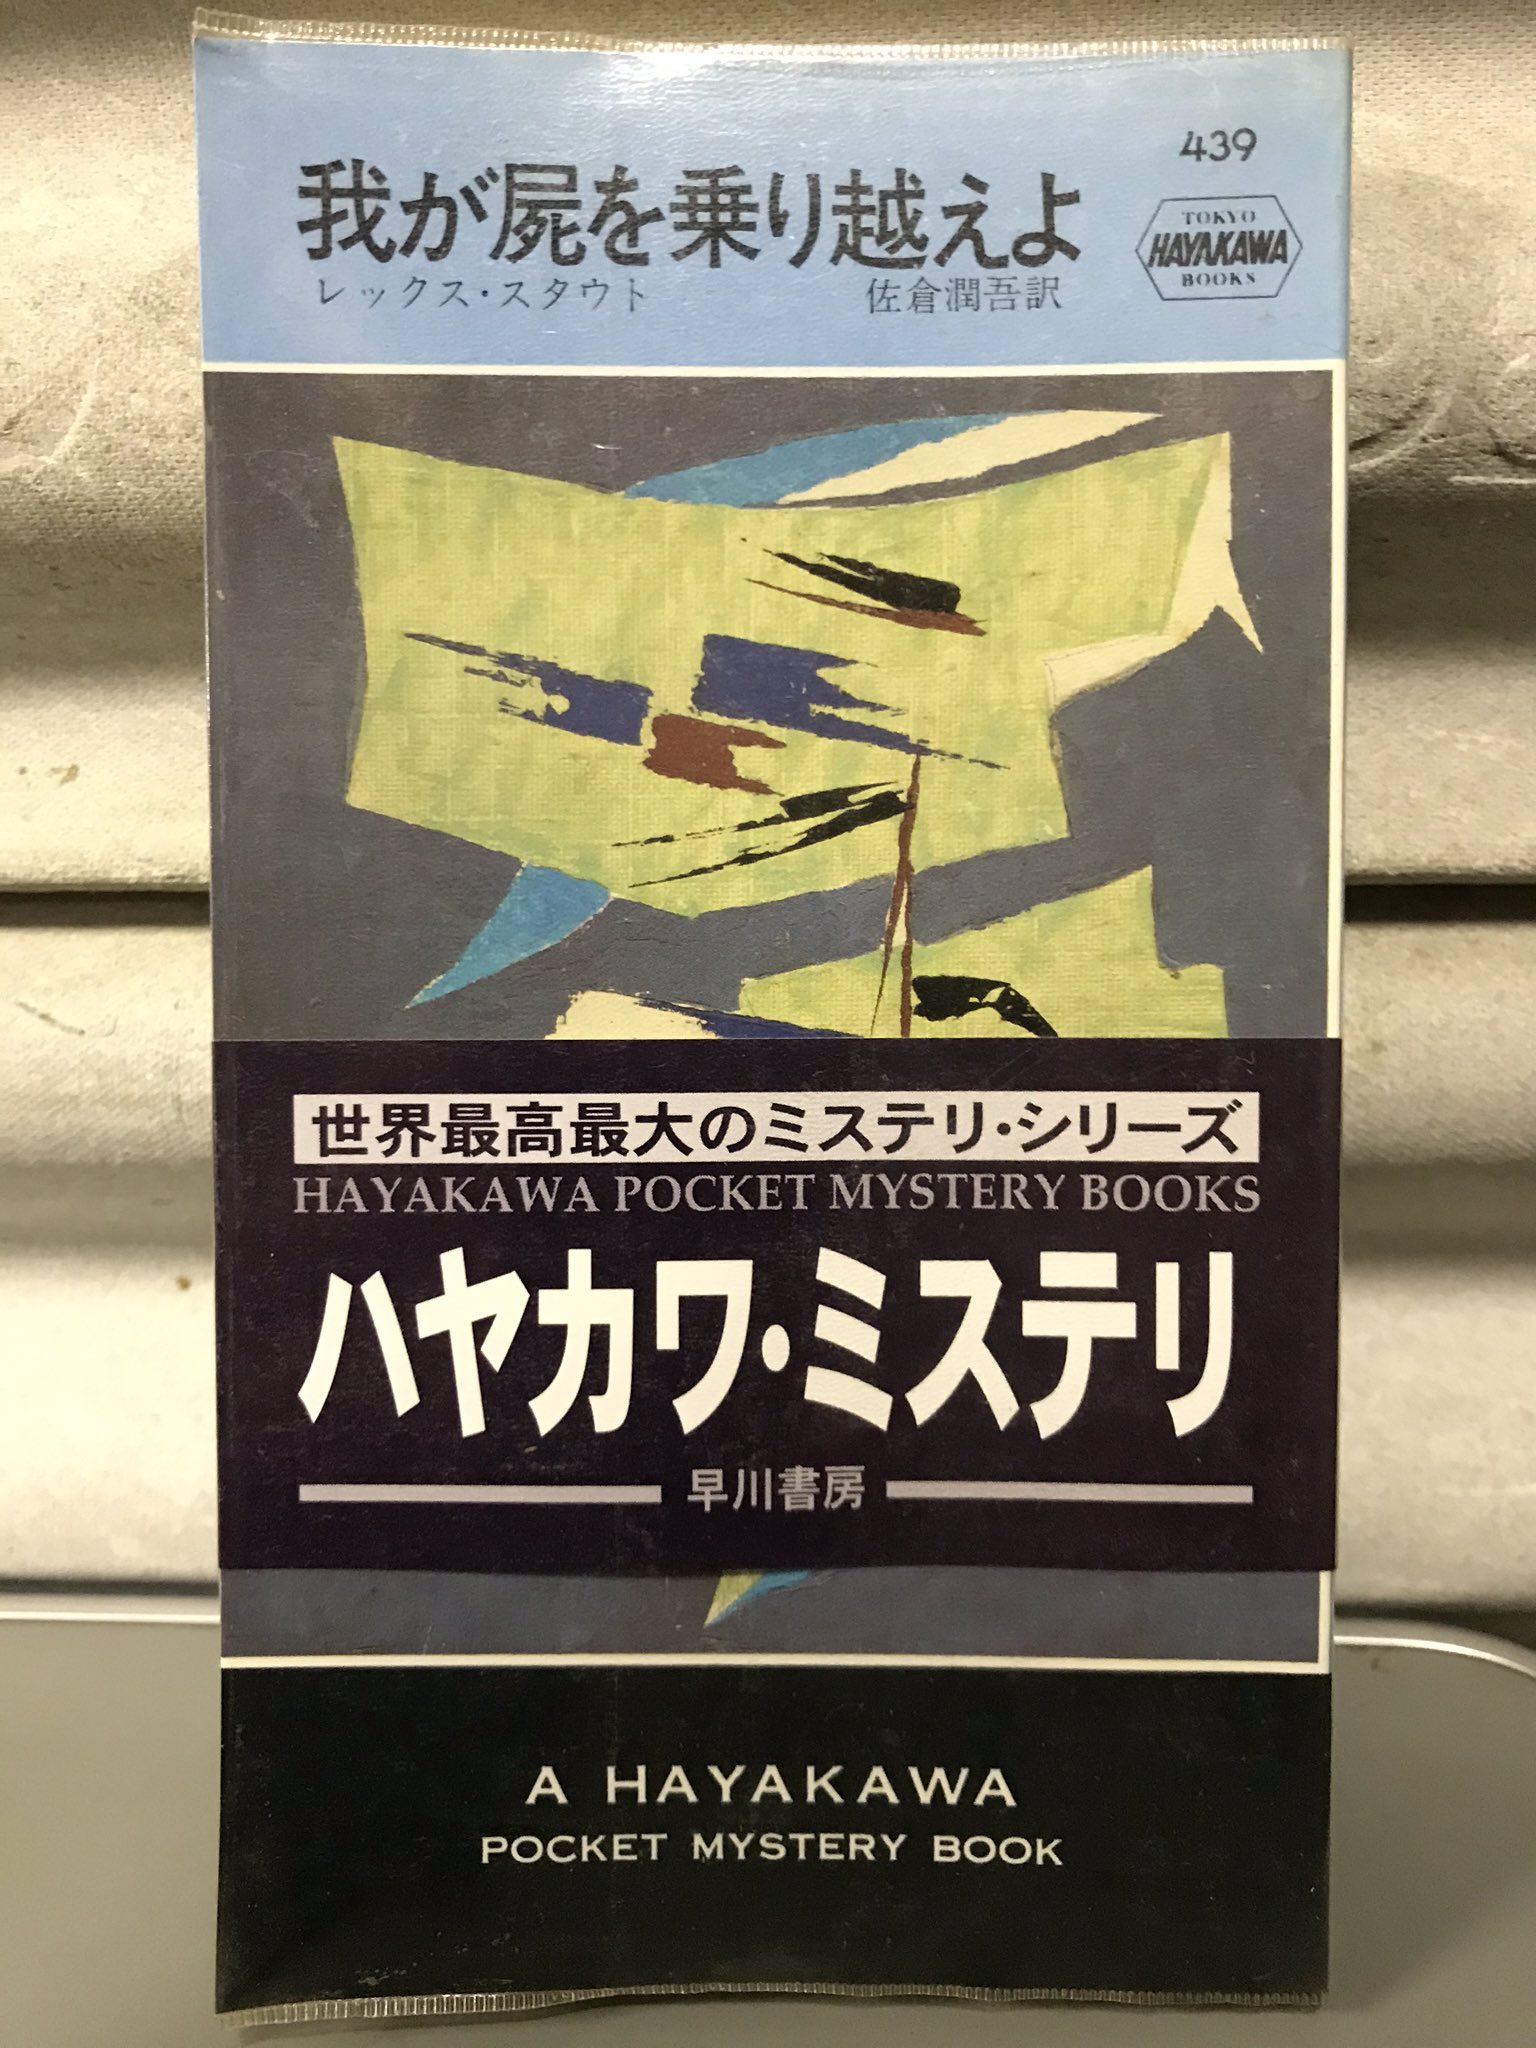 439
我が屍を乗り越えよ
レックス・スタウト 佐倉潤吾訳
TOKYO
HAYAKAWA
BOOKS
世界最高最大のミステリ・シリーズ
HAYAKAWA POCKET MYSTERY BOOKS
ハヤカワ・ミステリ
早川書房
A HAYAKAWA
POCKET MYSTERY BOOK